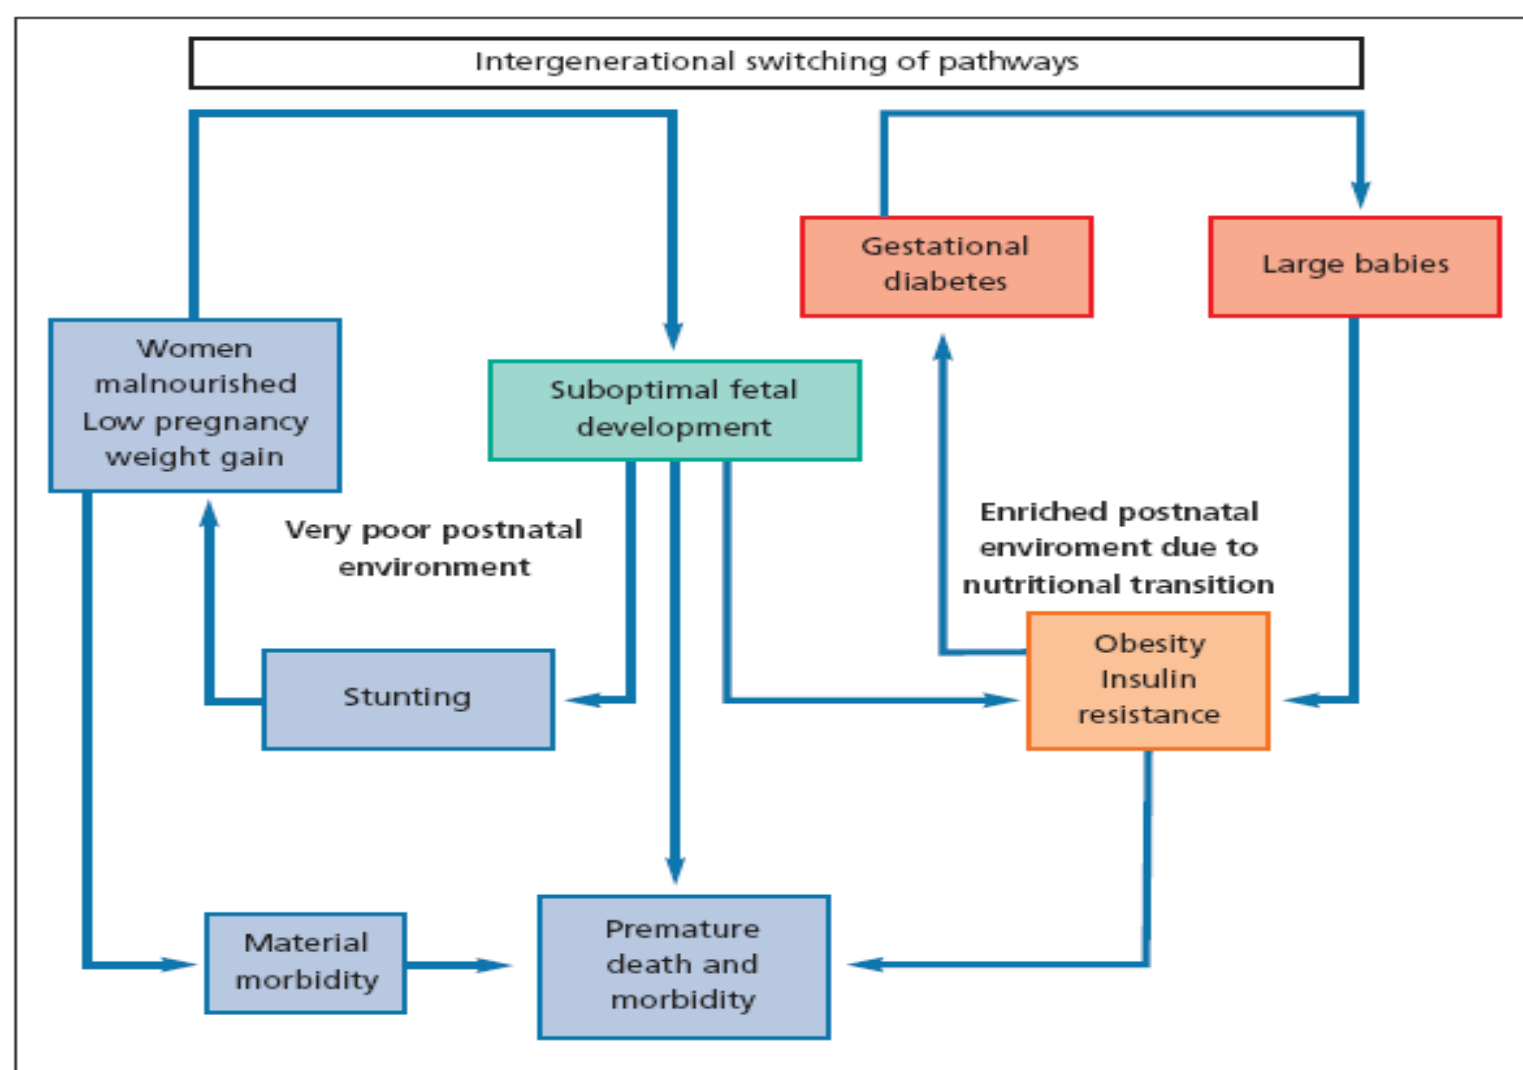 Intergenerational switching of pathways
Gestational
diabetes
Large babies
Women
malnourished
Low pregnancy
weight gain
Suboptimal fetal
development
Very poor postnatal
environment
Enriched postnatal
enviroment due to
nutritional transition
Stunting
Obesity
Insulin
resistance
Material
morbidity
Premature
death and
morbidity